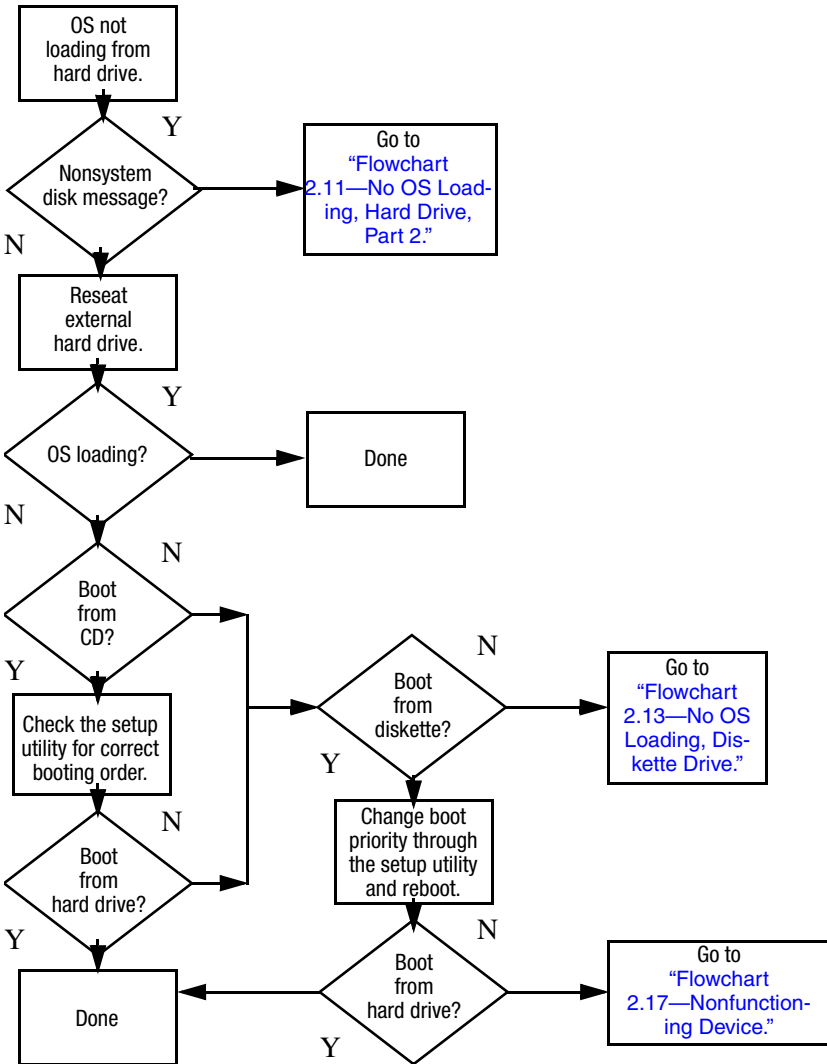 OS not
loading from
hard drive.
Y
Nonsystem
disk message?
Go to
“Flowchart
2.11—No OS Load-
ing, Hard Drive,
Part 2.”
N
Reseat
external
hard drive.
Y
OS loading?
Done
N
N
Boot
from
CD?
Y
Check the setup
utility for correct
booting order.
N
Boot
from
hard drive?
Y
Done
Boot
from
diskette?
N
Go to
“Flowchart
2.13—No OS
Loading, Dis-
kette Drive.”
Y
Change boot
priority through
the setup utility
and reboot.
N
Boot
from
hard drive?
Y
Go to
“Flowchart
2.17—Nonfunction-
ing Device.”